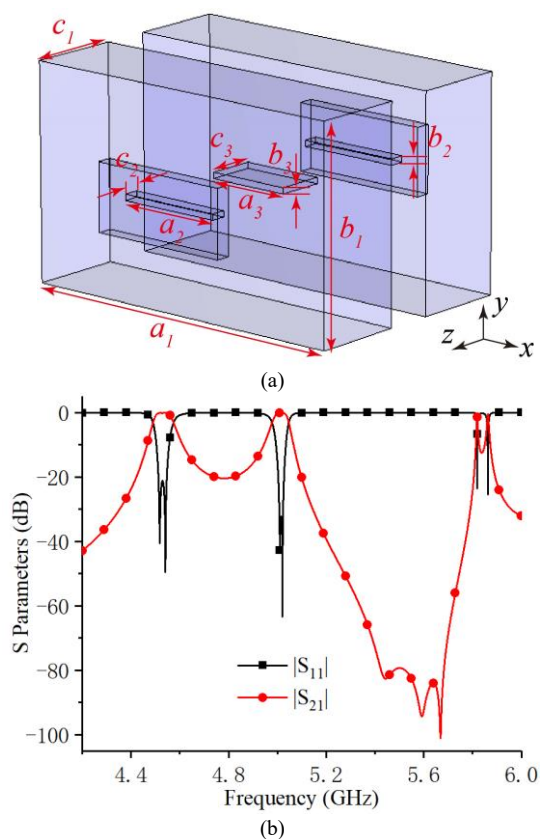 c1
c2
a2
c3
b3
a3
b2
b1
a1
y
z
x
(a)
0
-20
-40
-60
-80
-100
S Parameters (dB)
|S11|
|S21|
4.4
4.8
5.2
5.6
6.0
Frequency (GHz)
(b)